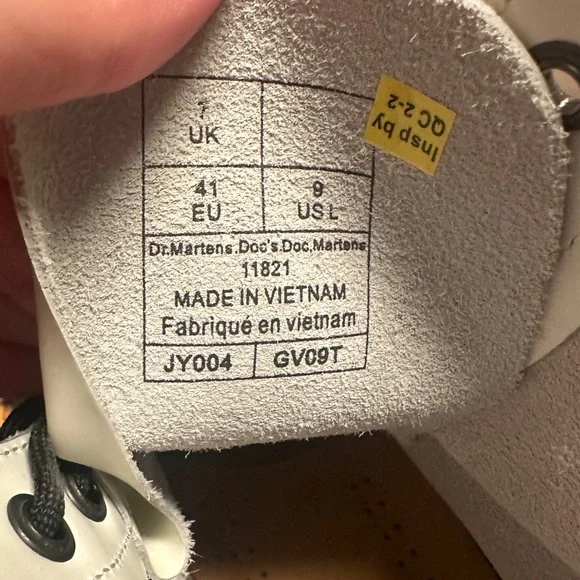 7
UK
41
EU
9
US L
Dr.Martens.Doc's.Doc.Martens
11821
MADE IN VIETNAM
Fabriqué en vietnam
JY004
GV09T
Insp by
QC 2-2